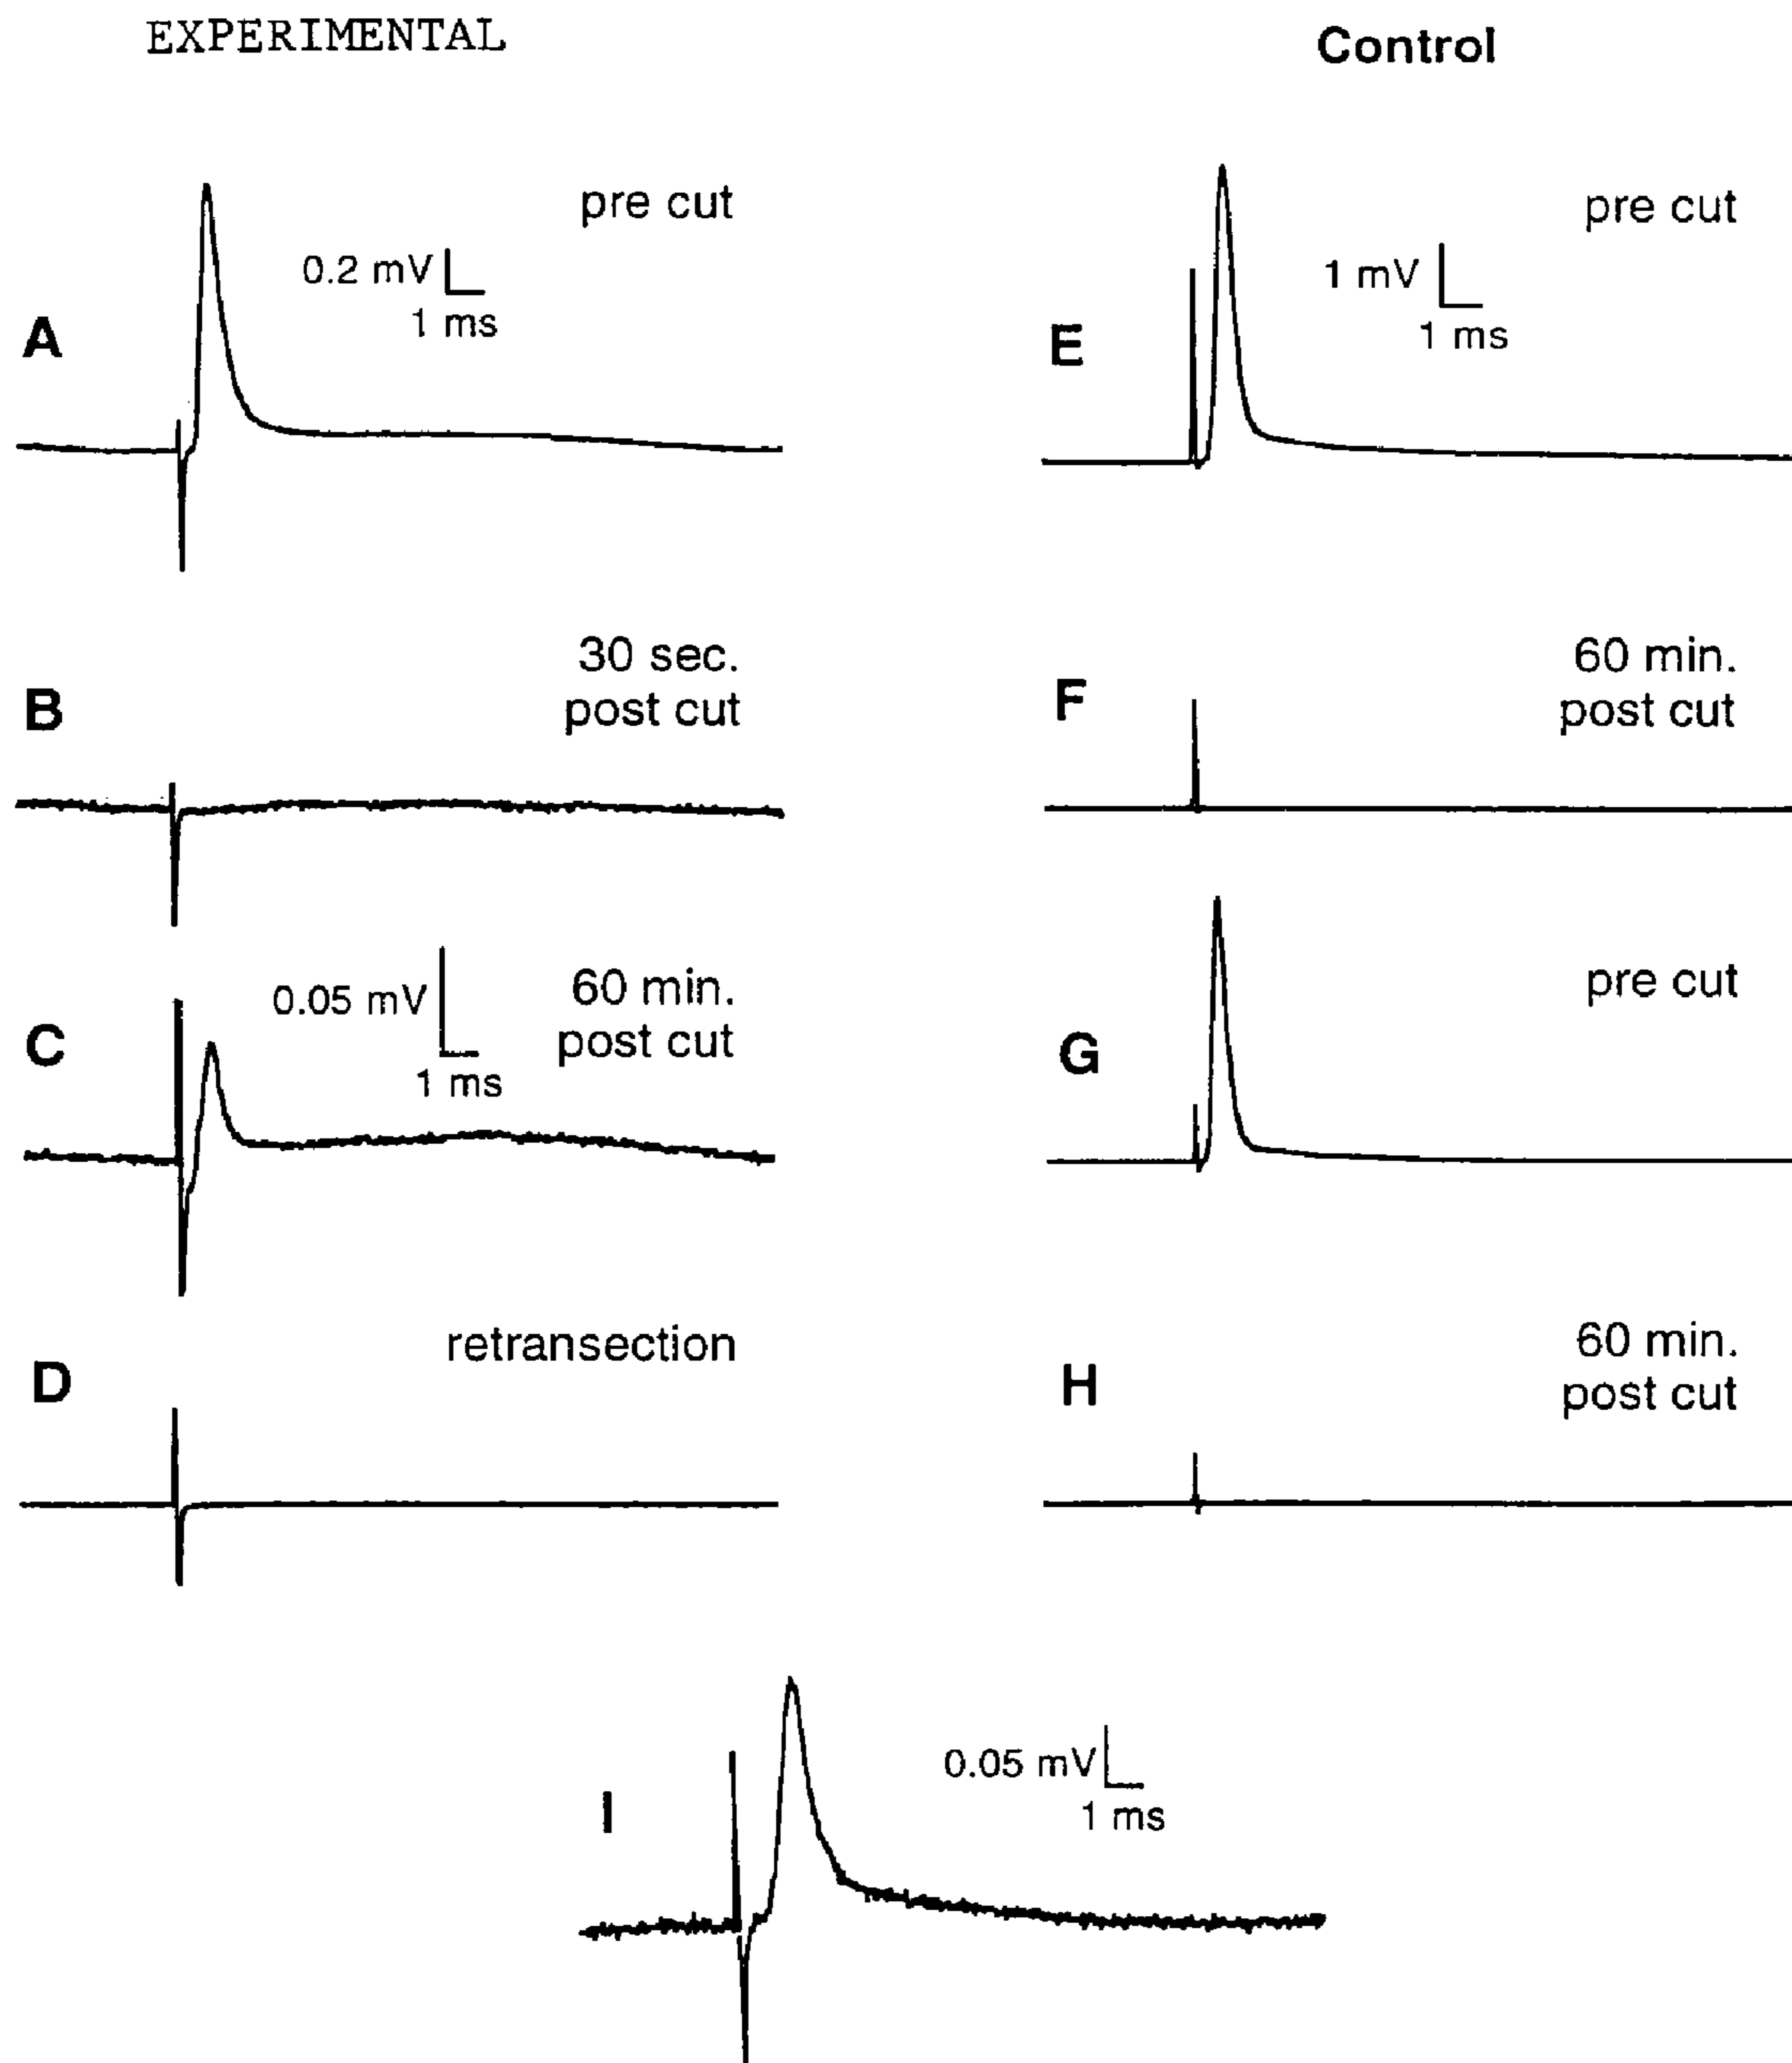 EXPERIMENTAL
Control
pre cut
0.2 mV
1 ms
A
pre cut
1 mV
1 ms
E
30 sec.
post cut
B
60 min.
post cut
F
0.05 mV
1 ms
60 min.
post cut
C
pre cut
G
retransection
D
60 min.
post cut
H
0.05 mV
1 ms
I